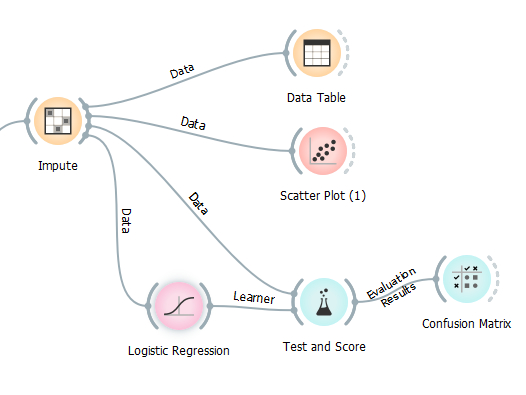 Data
Data Table
Data
Impute
Scatter Plot (1)
Data
Data
Evaluation
Results
Learner
Confusion Matrix
Logistic Regression
Test and Score